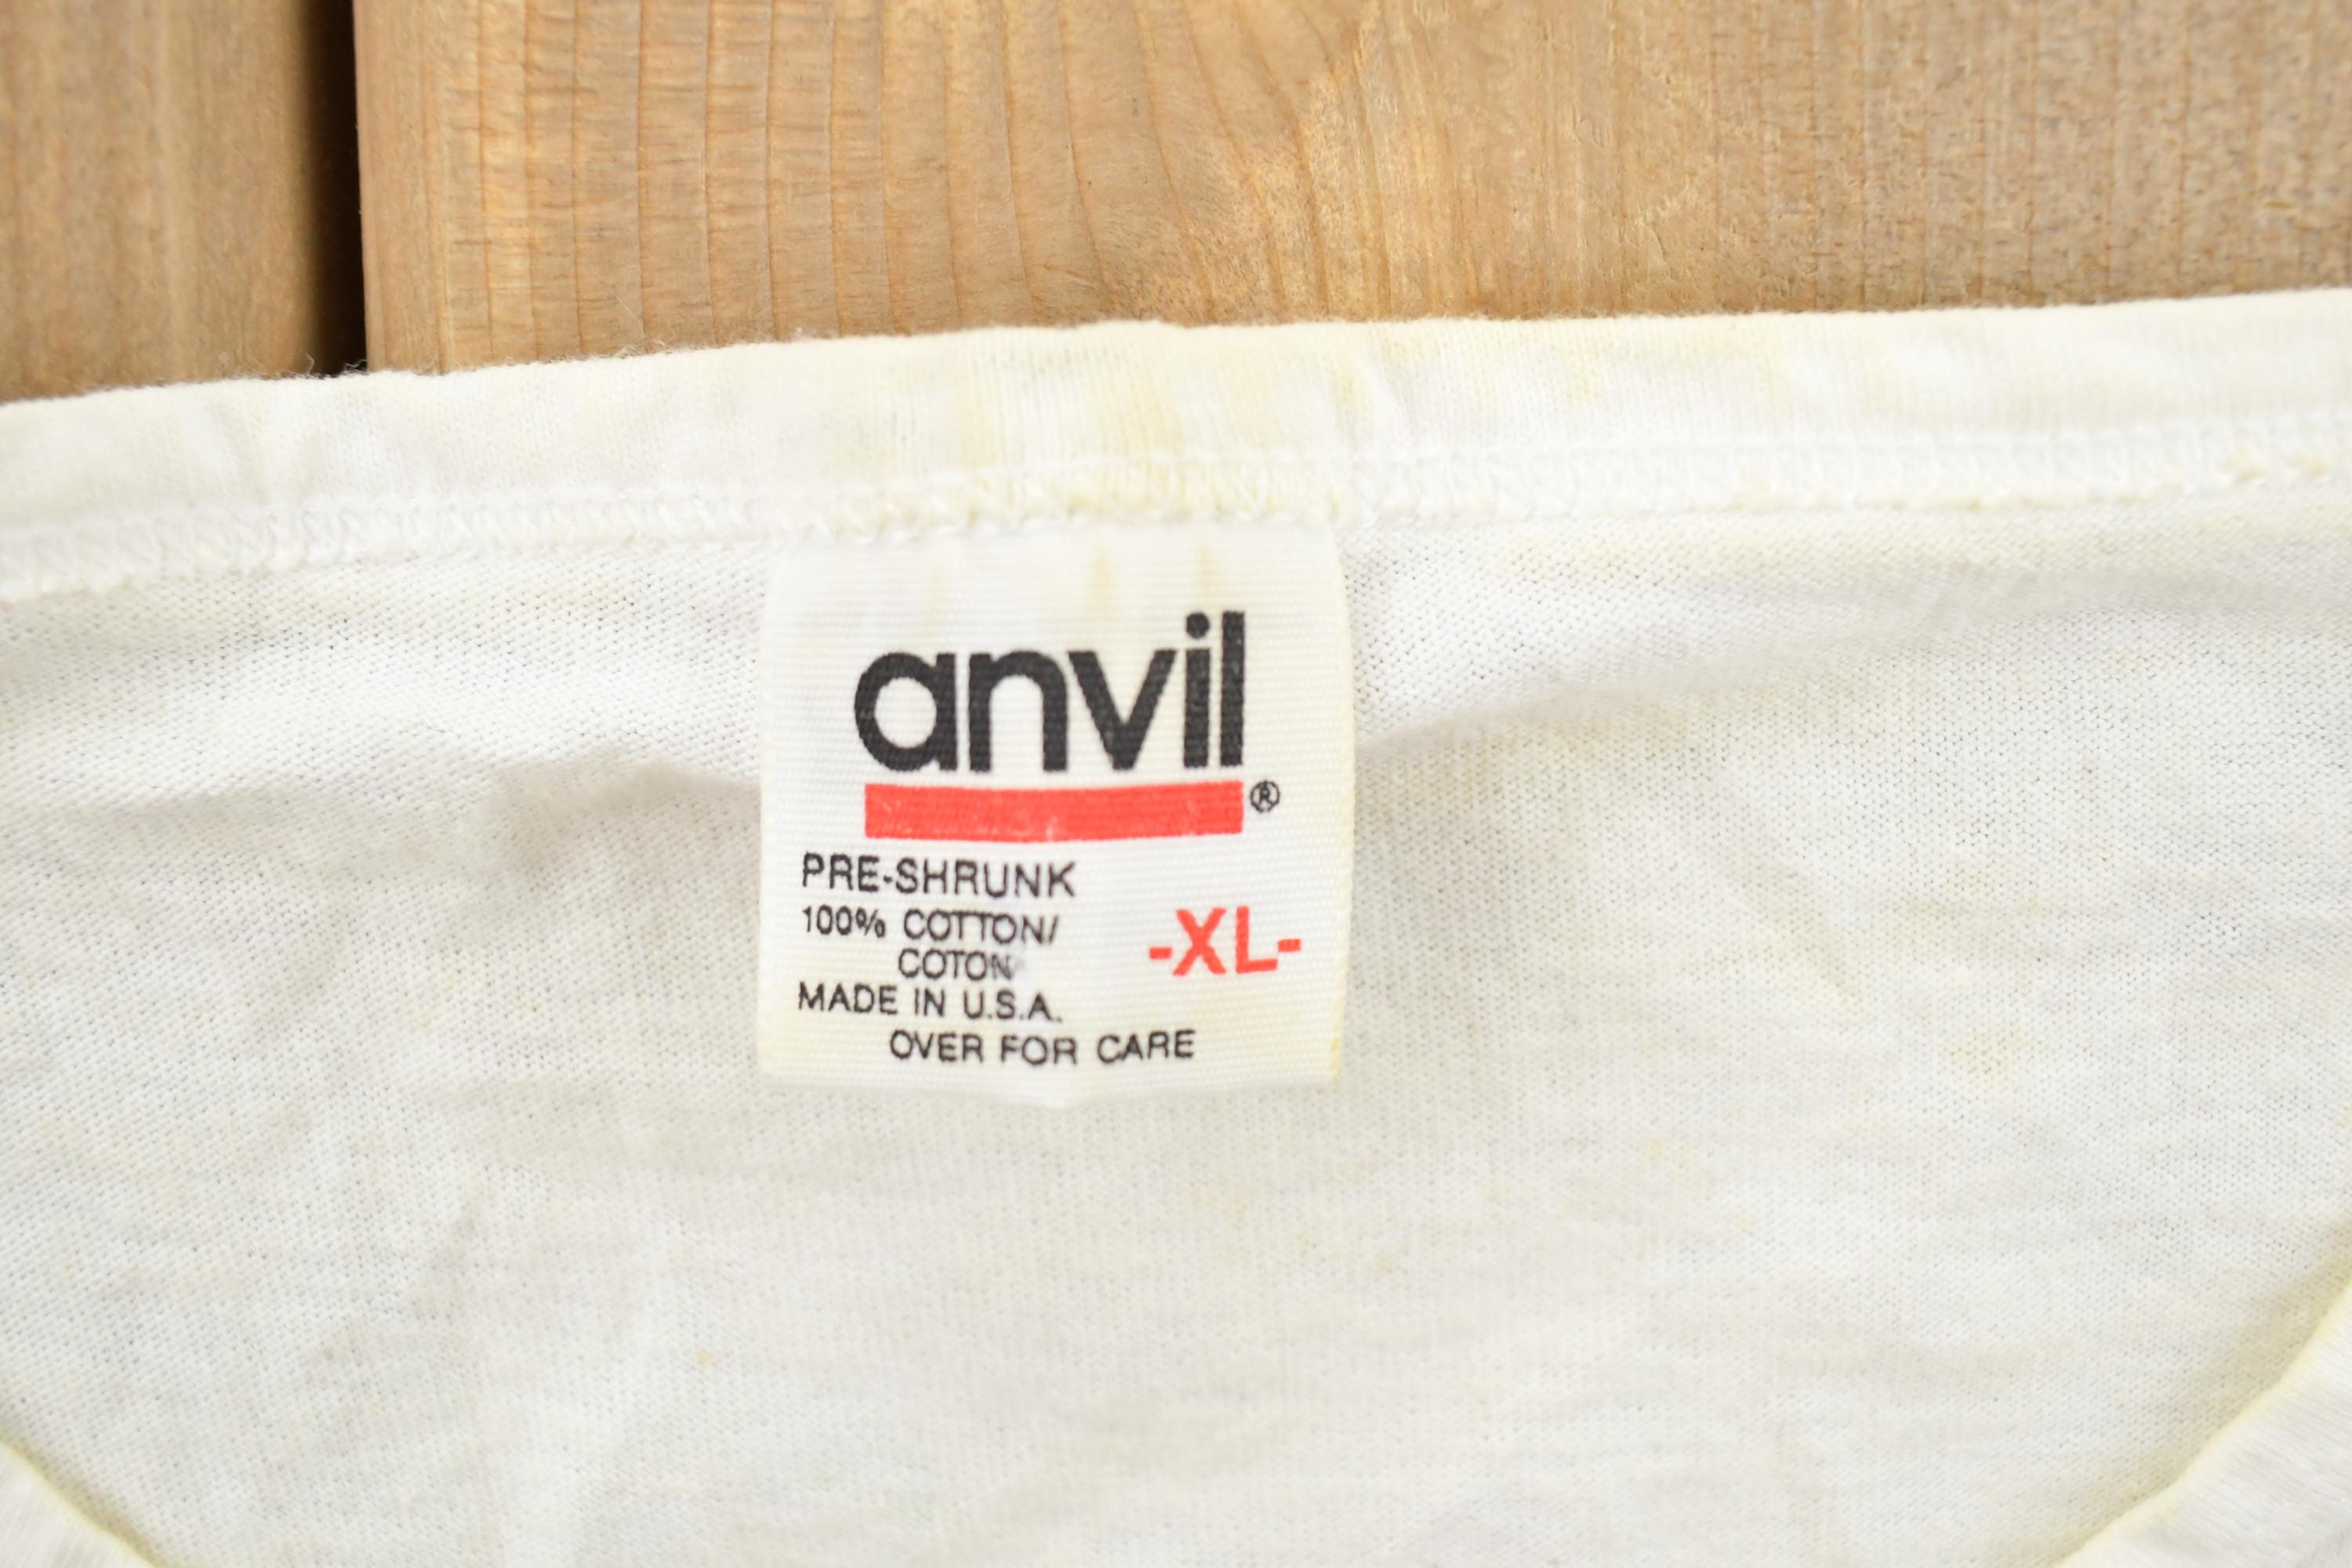 anvil
®
PRE-SHRUNK
100% COTTON/
COTON
-XL-
MADE IN U.S.A.
OVER FOR CARE